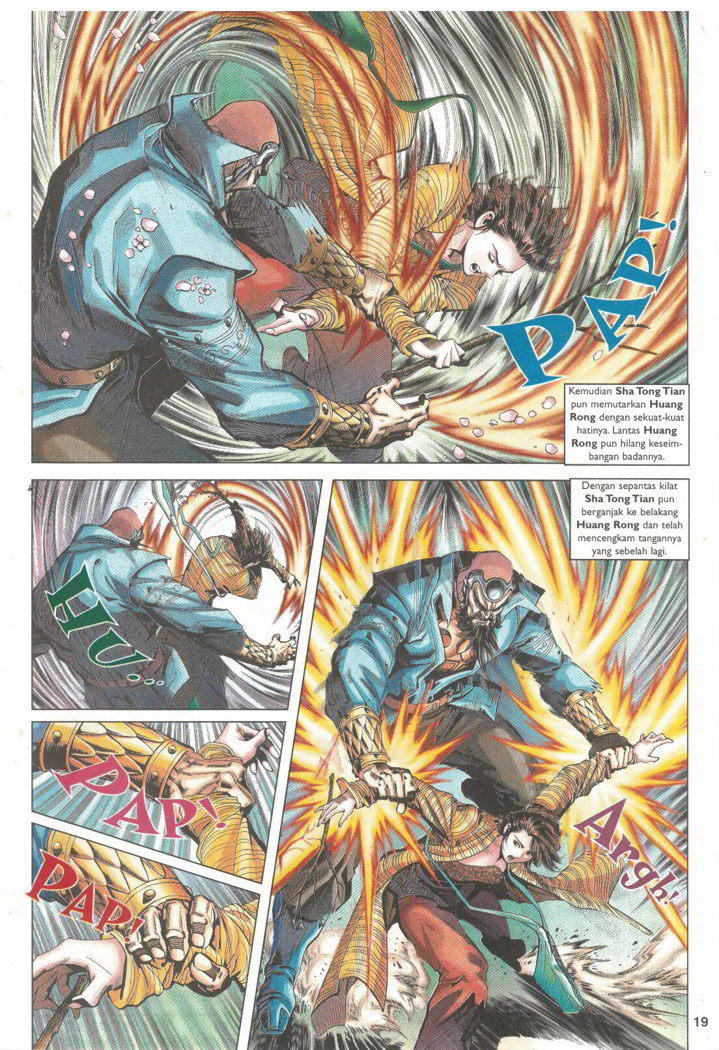 PAP!
Kemudian Sha Tong Tian
pun memutarkan Huang
Rong dengan sekuat-kuat
hatinya. Lantas Huang
Rong pun hilang keseim-
bangan badannya.
HU...
PAP!
PAP!
Dengan sepantas kilat
Sha Tong Tian pun
berganjak ke belakang
Huang Rong dan telah
mencengkam tangannya
yang sebelah lagi.
Argh!
19